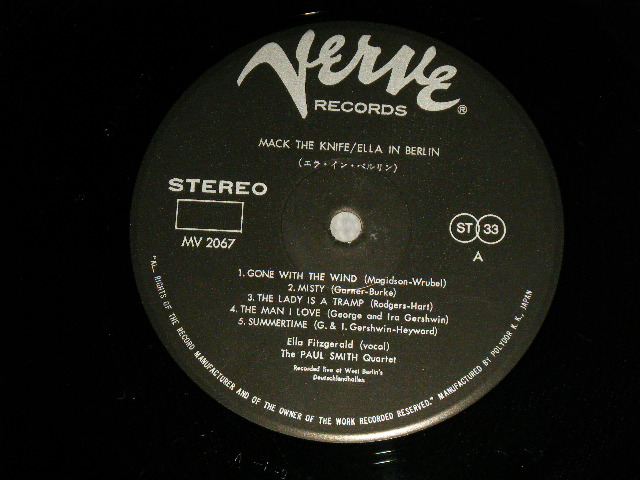 Verve
RECORDS ®
MACK THE KNIFE/ELLA IN BERLIN
(エラ・イン・ベルリン)
STEREO
MV 2067
ST 33
A
1. GONE WITH THE WIND (Magidson-Wrubel)
2. MISTY (Garner-Burke)
3. THE LADY IS A TRAMP (Rodgers-Hart)
4. THE MAN I LOVE (George and Ira Gershwin)
5. SUMMERTIME (G. & I. Gershwin-Heyward)
Ella Fitzgerald (vocal)
The PAUL SMITH Quartet
Recorded live at West Berlin's
Deutschlandhallen
"ALL RIGHTS OF THE RECORD MANUFACTURER AND OF THE OWNER OF THE WORK RECORDED RESERVED." MANUFACTURED BY POLYDOR K. K., JAPAN